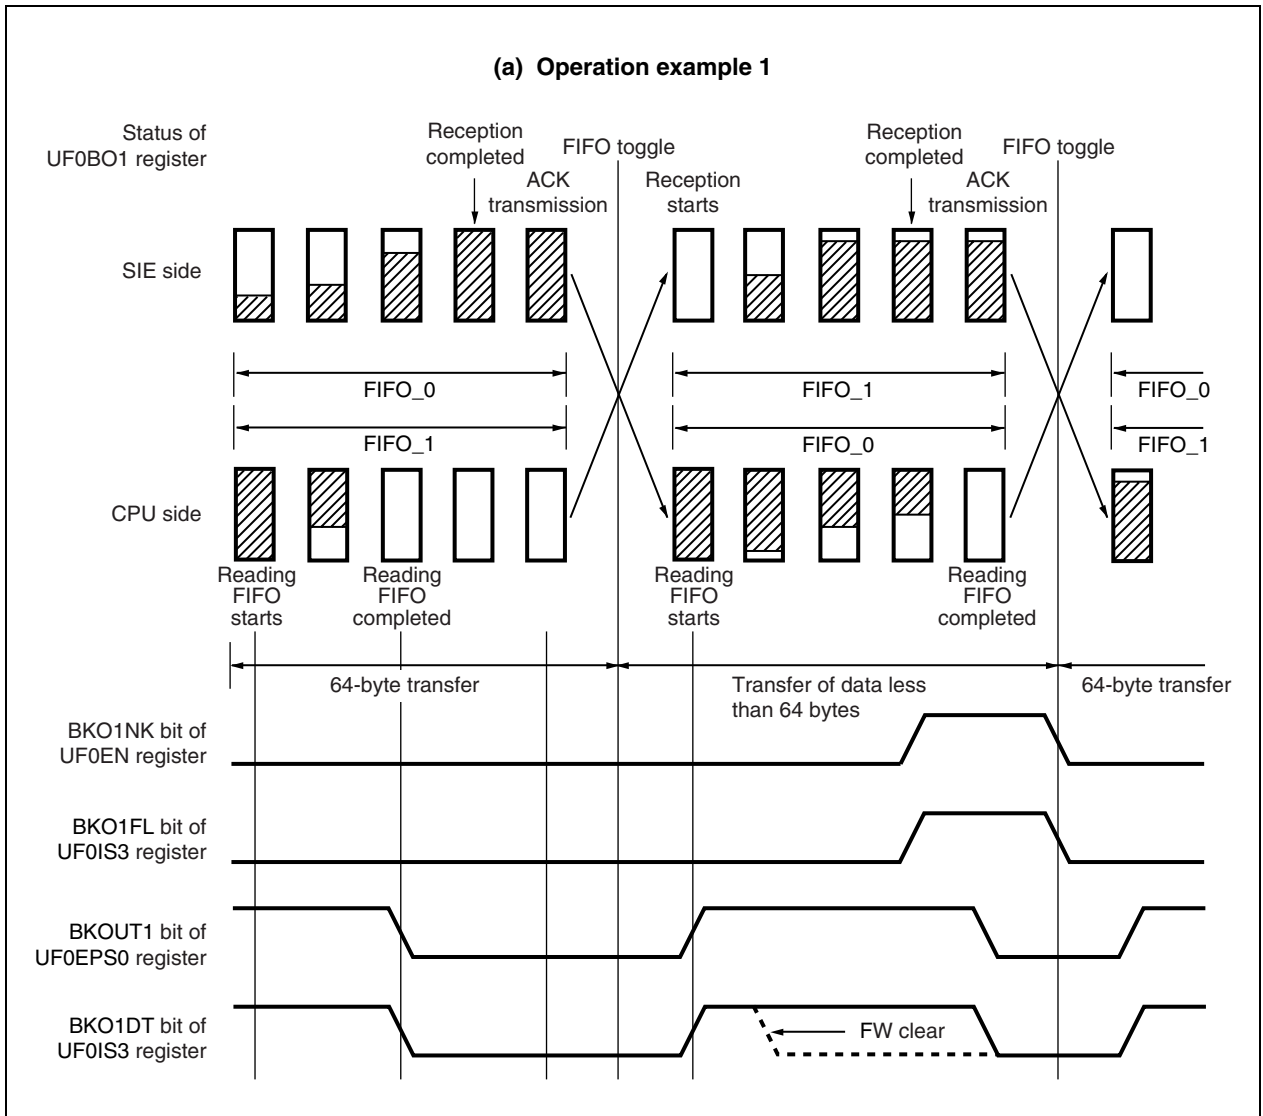 (a) Operation example 1
Status of
UF0BO1 register
Reception
completed
FIFO toggle
ACK
transmission
Reception
starts
Reception
completed
FIFO toggle
ACK
transmission
SIE side
FIFO_0
FIFO_1
FIFO_0
FIFO_1
FIFO_0
FIFO_1
CPU side
Reading
FIFO
starts
Reading
FIFO
completed
Reading
FIFO
starts
Reading
FIFO
completed
64-byte transfer
Transfer of data less
than 64 bytes
64-byte transfer
BKO1NK bit of
UF0EN register
BKO1FL bit of
UF0IS3 register
BKOUT1 bit of
UF0EPS0 register
BKO1DT bit of
UF0IS3 register
FW clear